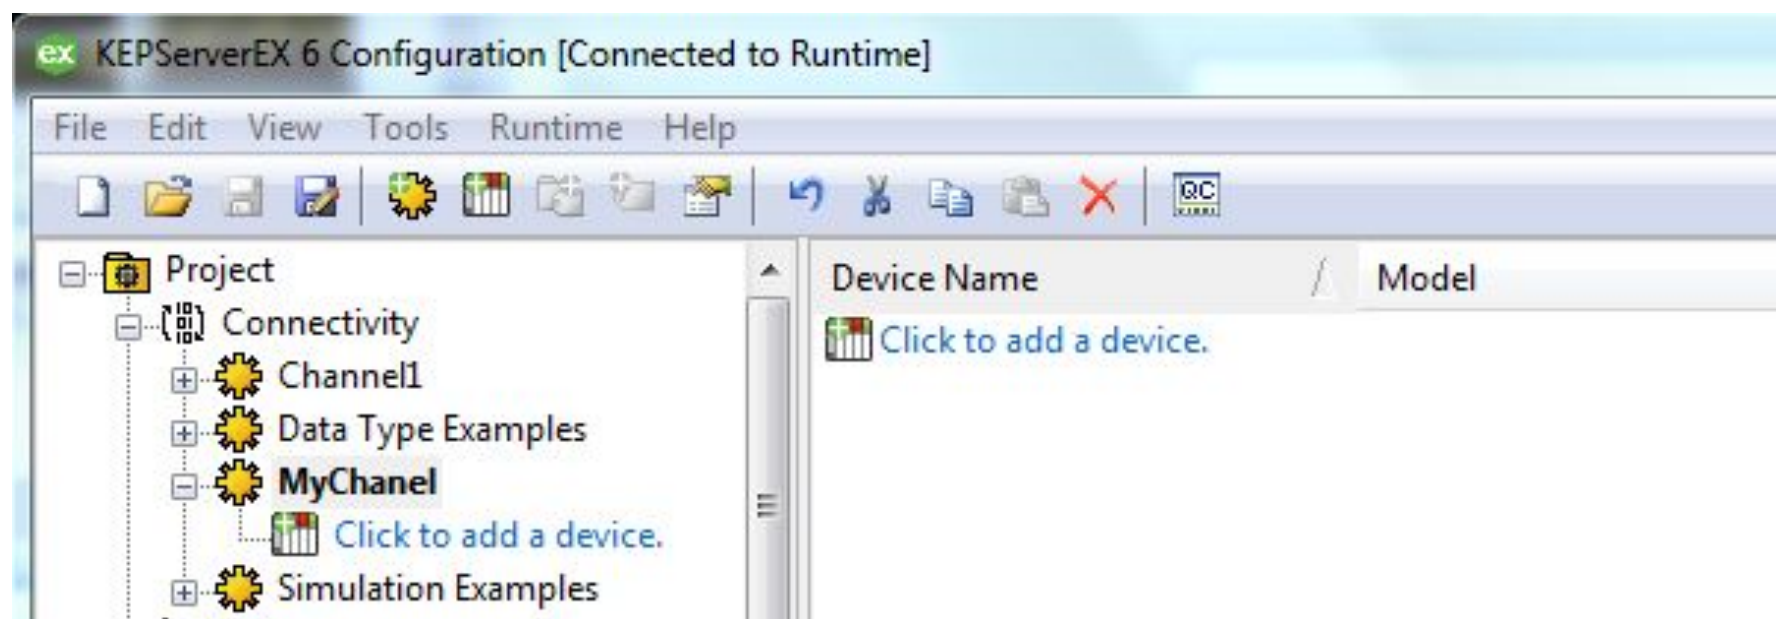 ex KEPServerEX 6 Configuration [Connected to Runtime]
File Edit View Tools Runtime Help
QC
Project
Connectivity
Channel1
Data Type Examples
MyChanel
Click to add a device.
Simulation Examples
Device Name Model
Click to add a device.